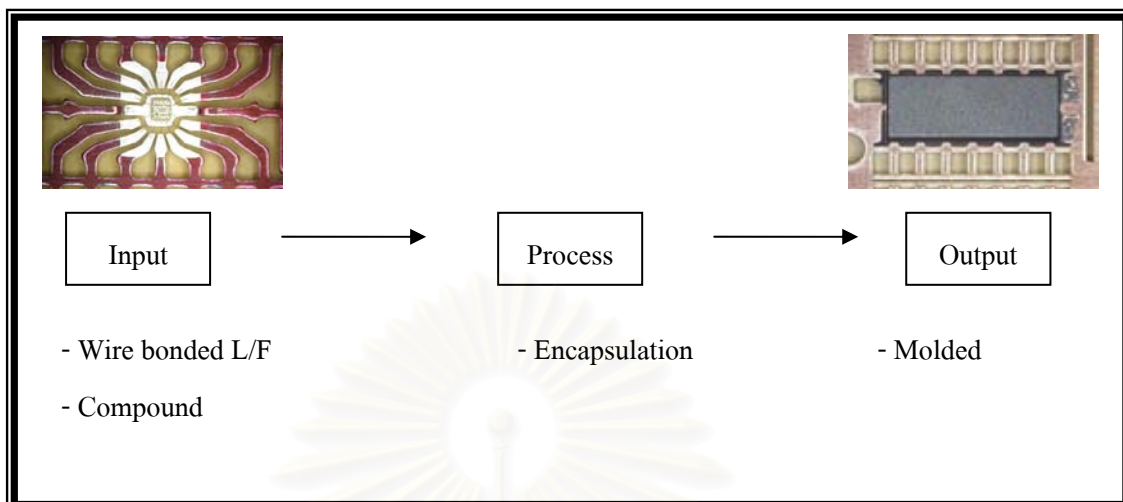 Input
Process
Output
- Wire bonded L/F
- Encapsulation
- Molded
- Compound